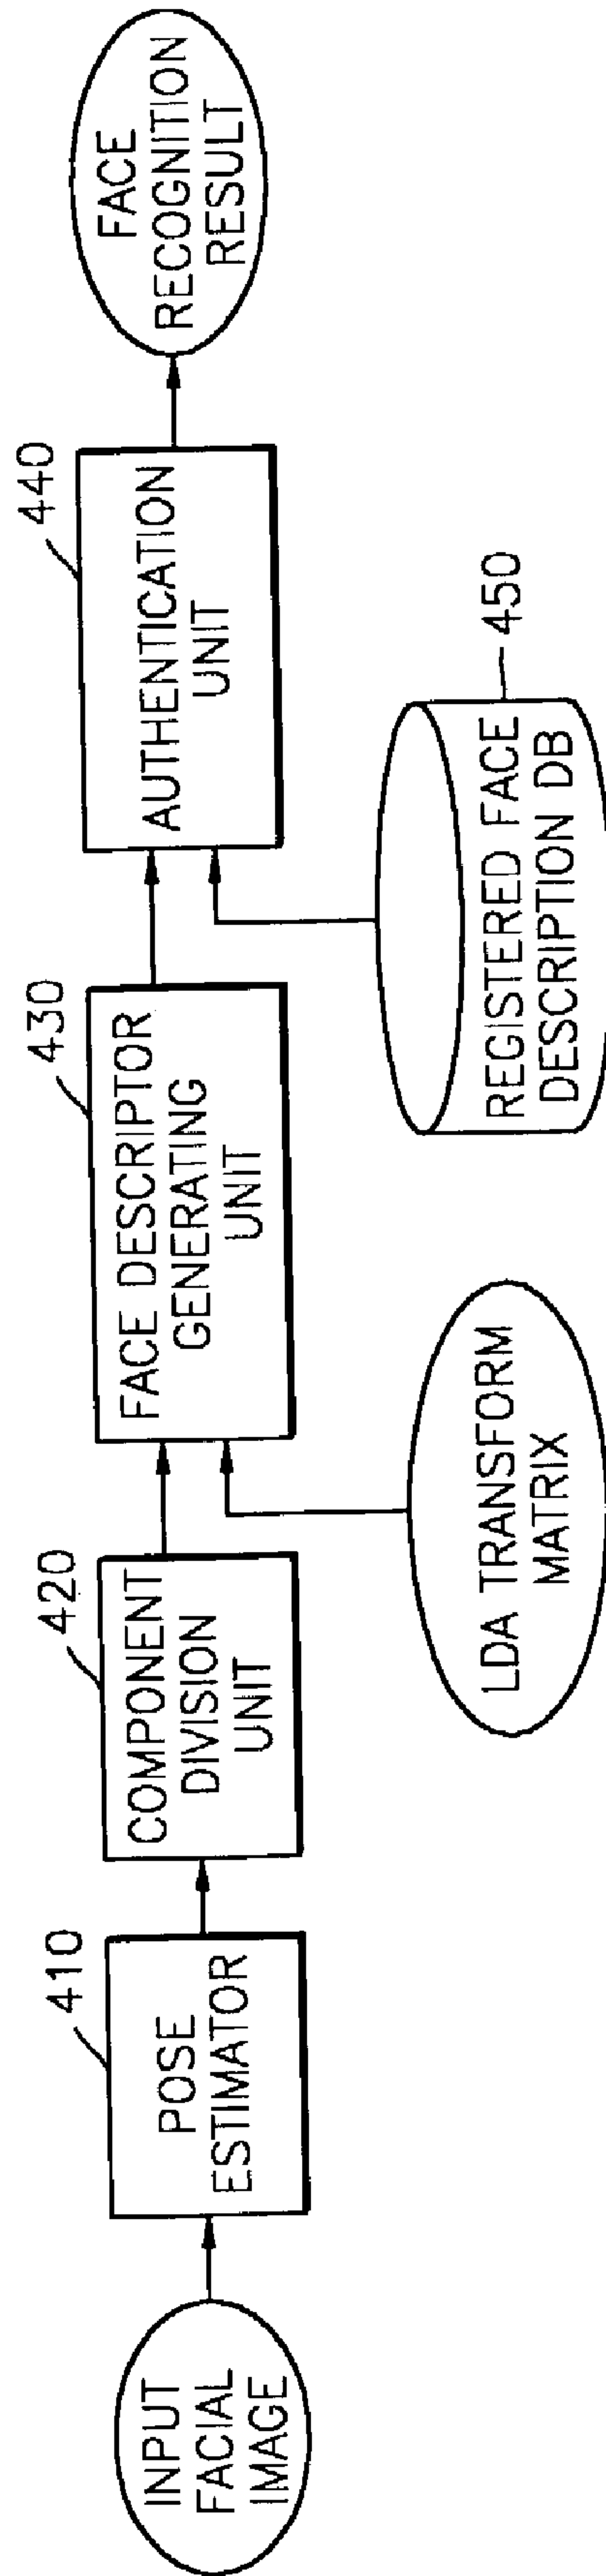 INPUT
FACIAL
IMAGE
410
POSE
ESTIMATOR
420
COMPONENT
DIVISION
UNIT
430
FACE DESCRIPTOR
GENERATING
UNIT
LDA TRANSFORM
MATRIX
440
AUTHENTICATION
UNIT
450
REGISTERED FACE
DESCRIPTION DB
FACE
RECOGNITION
RESULT